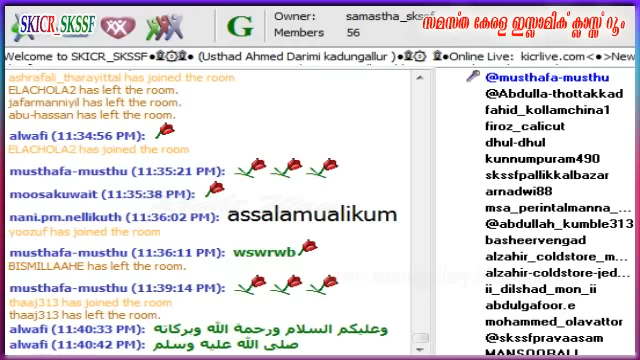 SKICR_SKSSF
G
Owner: samastha_skssf
Members 56
സമസ്ത കേരള ഇസ്ലാമിക് ക്ലാസ്സ് റൂം
Welcome to SKICR_SKSSF (Usthad Ahmed Darimi kadungallur) Online Live: kicrlive.com<●>New
ashrafali_tharayittal has joined the room
ELACHOLA2 has left the room.
jafarmanniyil has left the room.
abu-hassan has left the room.
alwafi (11:34:56 PM):
ELACHOLA2 has joined the room
musthafa-musthu (11:35:21 PM):
moosakuwait (11:35:38 PM):
nani.pm.nellikuth (11:36:02 PM): assalamualikum
yoozuf has joined the room
musthafa-musthu (11:36:11 PM): wswrwb
BISMILLAAHE has left the room.
musthafa-musthu (11:39:14 PM):
thaaj313 has joined the room
thaaj313 has left the room.
alwafi (11:40:33 PM): وعليكم السلام ورحمة الله وبركاته
alwafi (11:40:42 PM): صلى الله عليه وسلم
@musthafa-musthu
@Abdulla-thottakkad
fahid_kollamchina1
firoz_calicut
dhul-dhul
kunnumpuram490
skssfpallikkalbazar
arnadwi88
msa_perintalmanna_...
@abdullah_kumble313
basheervengad
alzahir_coldstore_m...
alzahir-coldstore-jed...
ii_dilshad_mon_ii
abdulgafoor.e
mohammed_olavattor
@skssfpravaasam
MANSOORALI